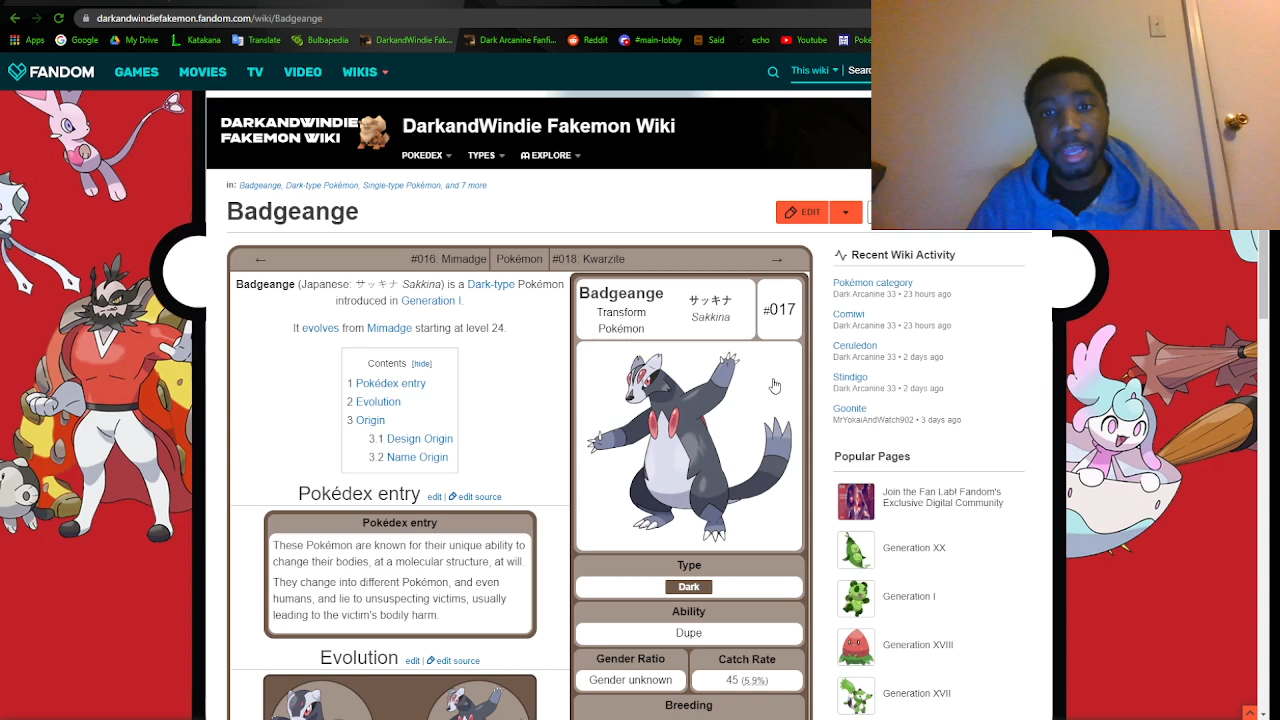 darkandwindiefakemon.fandom.com/wiki/Badgeange
Apps Google My Drive Katakana Translate Bulbapedia DarkandWindie Fak... Dark Arcanine Fanfi... Reddit #main-lobby Said echo Youtube
FANDOM GAMES MOVIES TV VIDEO WIKIS This wiki
DARKANDWINDIE
FAKEMON WIKI
DarkandWindie Fakemon Wiki
POKEDEX TYPES EXPLORE
in: Badgeange, Dark-type Pokémon, Single-type Pokémon, and 7 more
Badgeange
EDIT
← #016: Mimadge Pokémon #018: Kwarzite →
Badgeange (Japanese: サッキナ Sakkina) is a Dark-type Pokémon
introduced in Generation I.
It evolves from Mimadge starting at level 24.
Contents [hide]
1 Pokédex entry
2 Evolution
3 Origin
3.1 Design Origin
3.2 Name Origin
Pokédex entry edit | edit source
Pokédex entry
These Pokémon are known for their unique ability to
change their bodies, at a molecular structure, at will.
They change into different Pokémon, and even
humans, and lie to unsuspecting victims, usually
leading to the victim's bodily harm.
Evolution edit | edit source
Badgeange
Transform
Pokémon
サッキナ
Sakkina
#017
Type
Dark
Ability
Dupe
Gender Ratio
Gender unknown
Catch Rate
45 (5.9%)
Breeding
Recent Wiki Activity
Pokémon category
Dark Arcanine 33 • 23 hours ago
Comiwi
Dark Arcanine 33 • 23 hours ago
Ceruledon
Dark Arcanine 33 • 2 days ago
Stindigo
Dark Arcanine 33 • 2 days ago
Goonite
MrYokaiAndWatch902 • 3 days ago
Popular Pages
Join the Fan Lab! Fandom's
Exclusive Digital Community
Generation XX
Generation I
Generation XVIII
Generation XVII